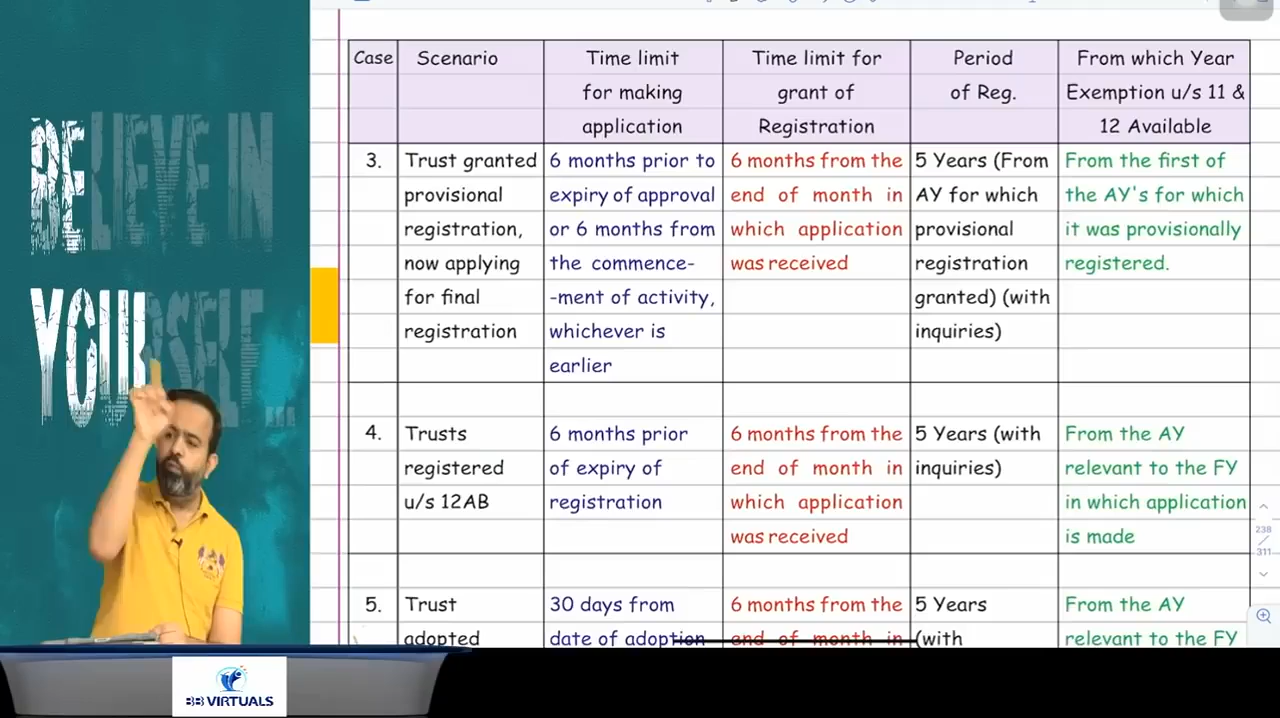 BELIEVE IN
YOURSELF...
Case
Scenario
Time limit
for making
application
Time limit for
grant of
Registration
Period
of Reg.
From which Year
Exemption u/s 11 &
12 Available
3.
Trust granted
provisional
registration,
now applying
for final
registration
6 months prior to
expiry of approval
or 6 months from
the commence-
-ment of activity,
whichever is
earlier
6 months from the
end of month in
which application
was received
5 Years (From
AY for which
provisional
registration
granted) (with
inquiries)
From the first of
the AY's for which
it was provisionally
registered.
4.
Trusts
registered
u/s 12AB
6 months prior
of expiry of
registration
6 months from the
end of month in
which application
was received
5 Years (with
inquiries)
From the AY
relevant to the FY
in which application
is made
5.
Trust
adopted
30 days from
date of adoption
6 months from the
end of month in
5 Years
(with
From the AY
relevant to the FY
238
311
BB VIRTUALS